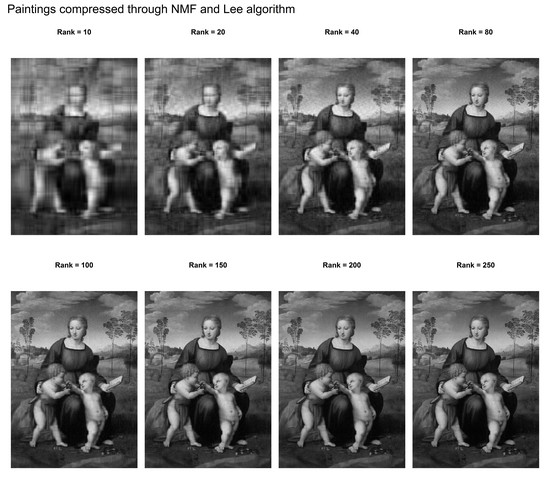 Paintings compressed through NMF and Lee algorithm
Rank = 10
Rank = 20
Rank = 40
Rank = 80
Rank = 100
Rank = 150
Rank = 200
Rank = 250